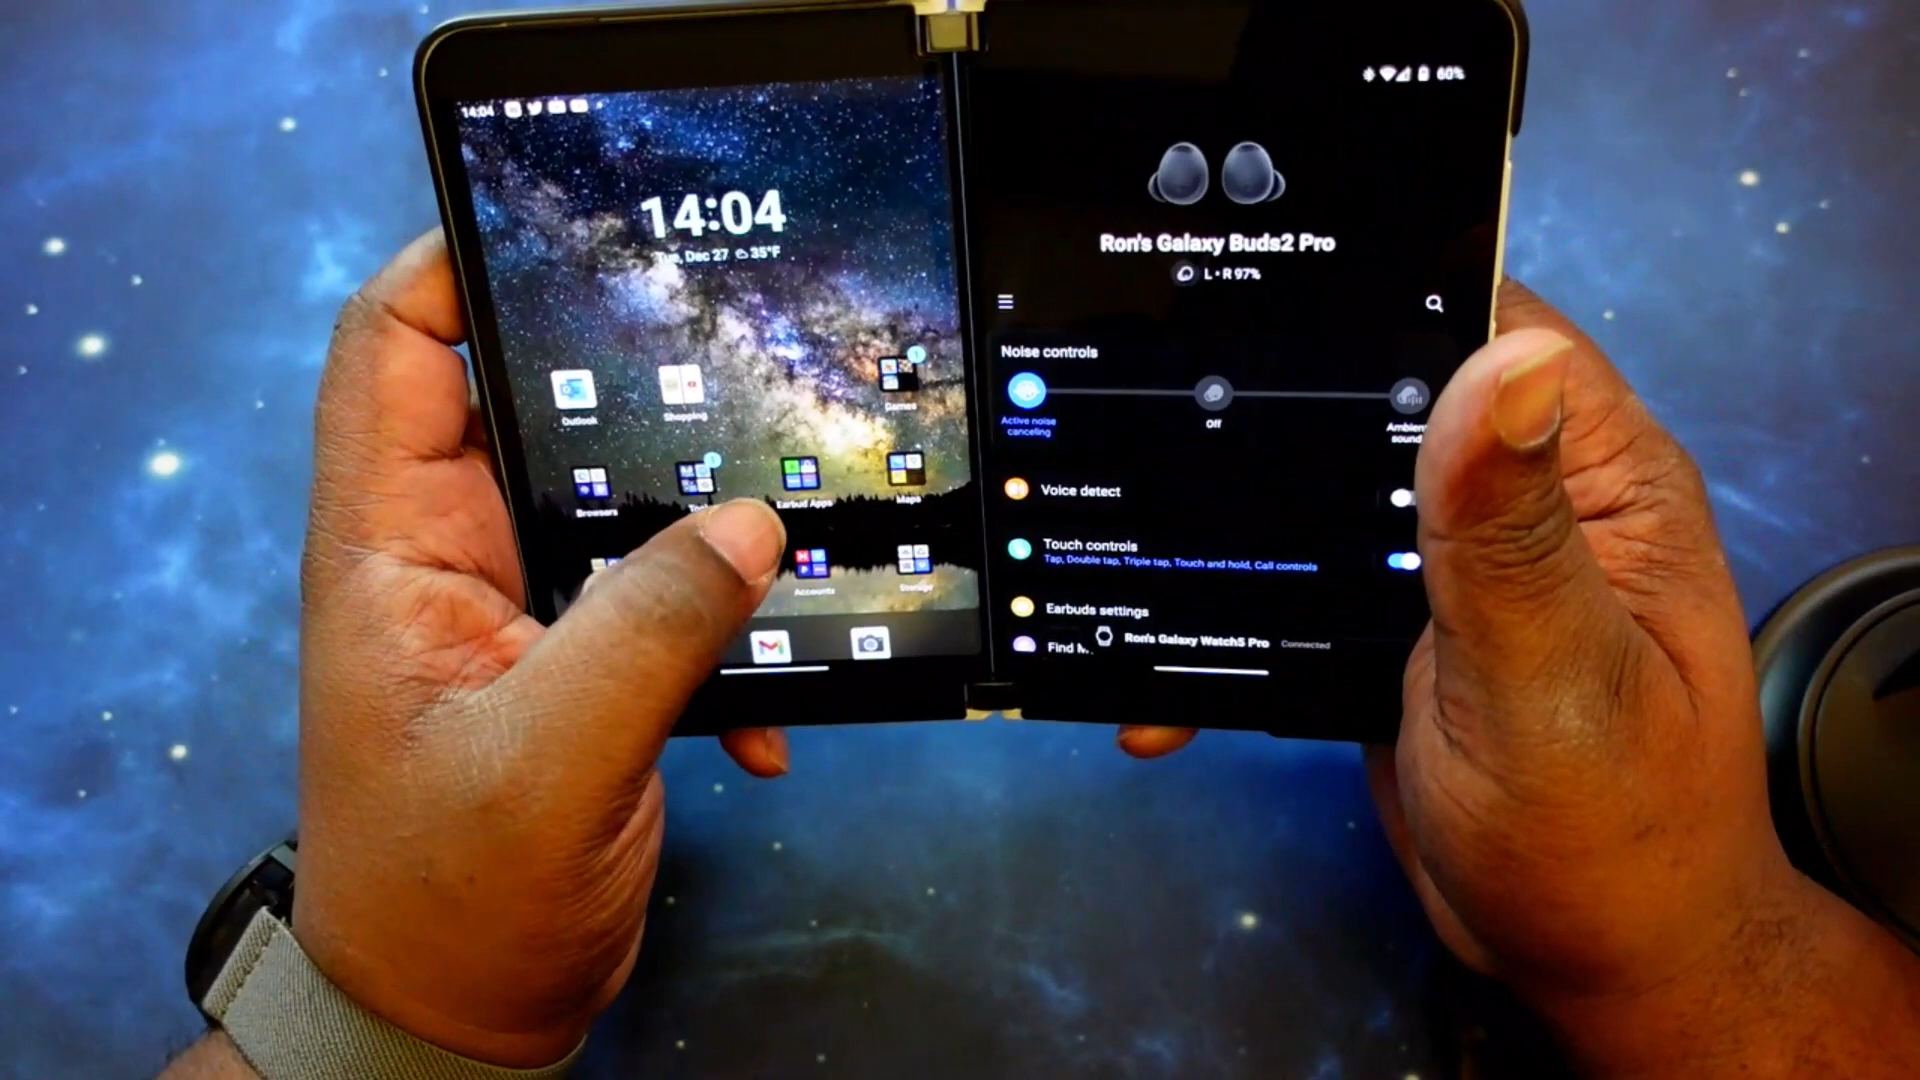 14:04
14:04
Tue, Dec 27 35°F
Outlook
Shopping
Games
Browsers
Earbud Apps
Maps
Accounts
Storage
60%
Ron's Galaxy Buds2 Pro
L • R 97%
Noise controls
Active noise
canceling
Off
Ambient
sound
Voice detect
Touch controls
Tap, Double tap, Triple tap, Touch and hold, Call controls
Earbuds settings
Find M..
Ron's Galaxy Watch5 Pro Connected